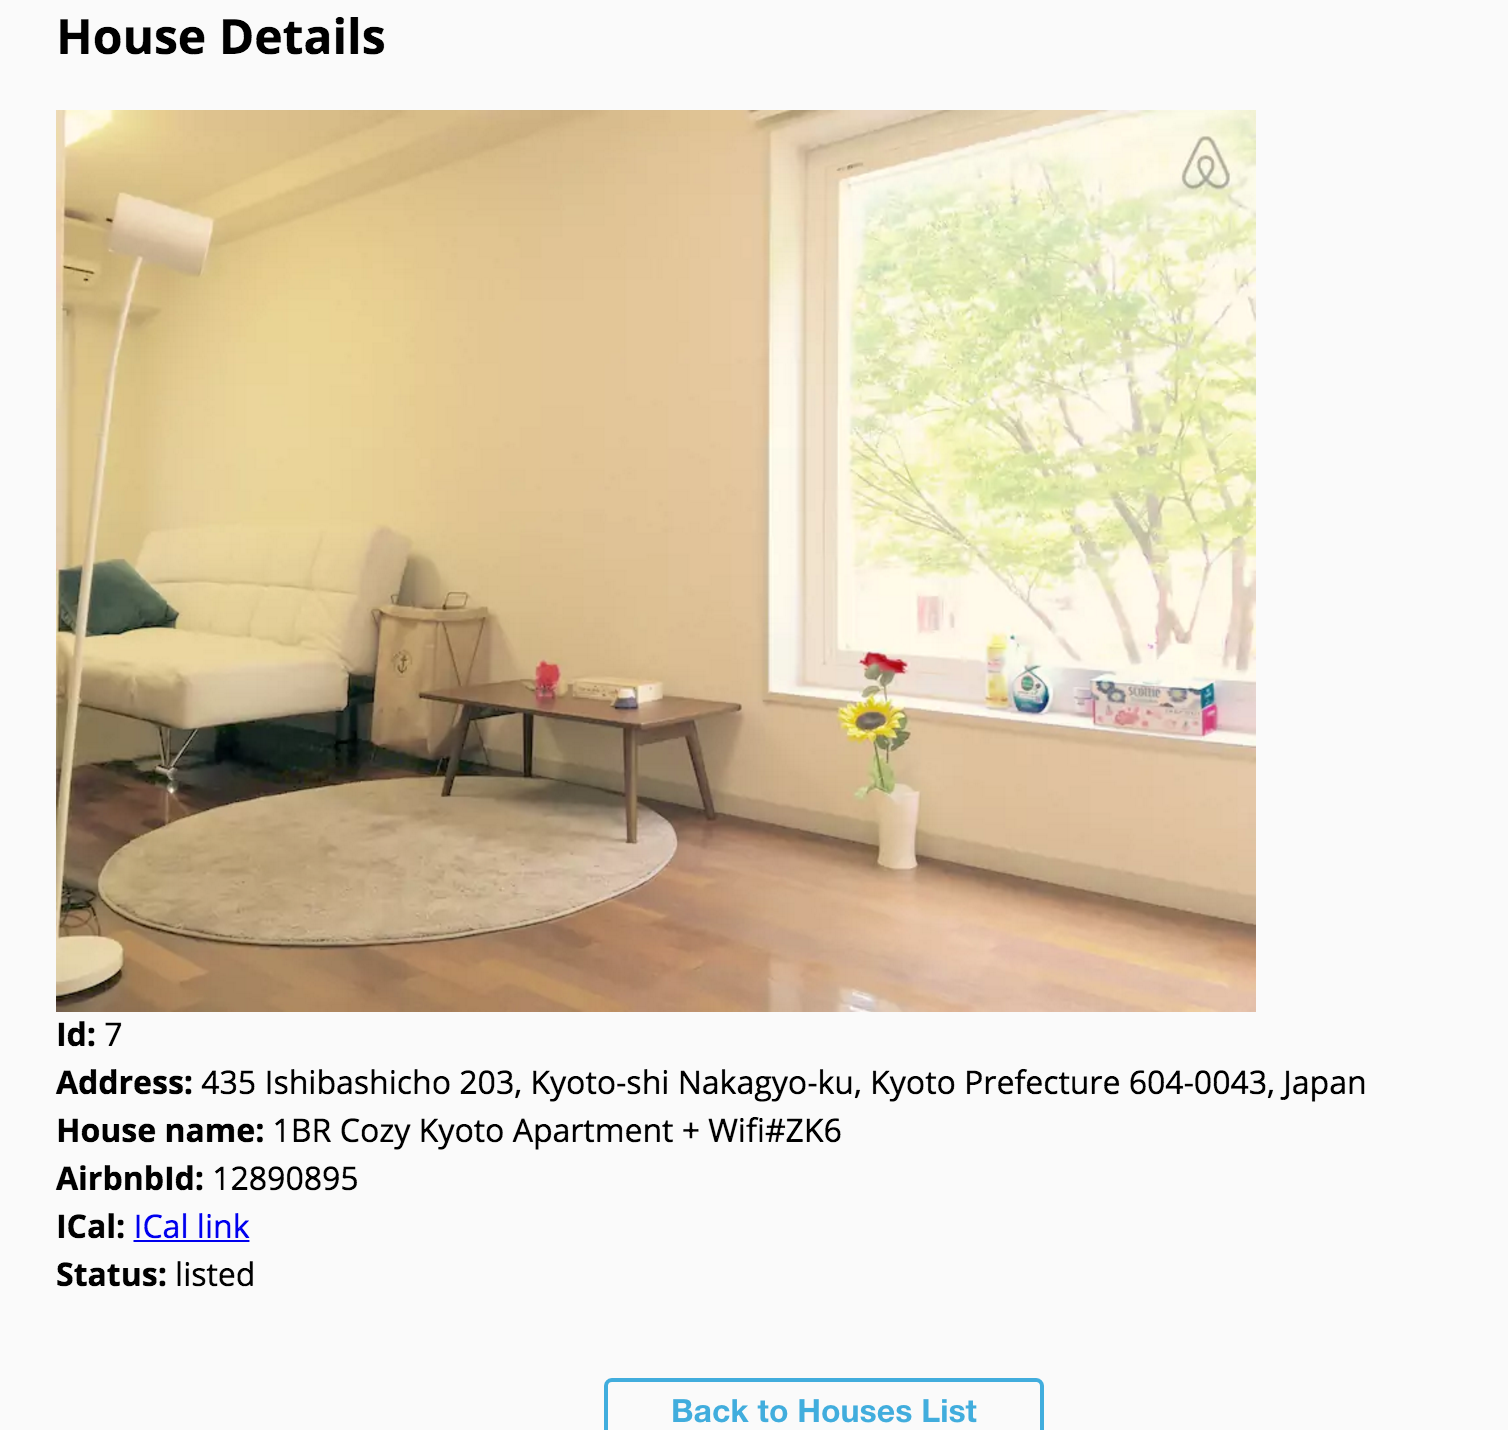 House Details
scottie
Id: 7
Address: 435 Ishibashicho 203, Kyoto-shi Nakagyo-ku, Kyoto Prefecture 604-0043, Japan
House name: 1BR Cozy Kyoto Apartment + Wifi#ZK6
AirbnbId: 12890895
ICal: ICal link
Status: listed
Back to Houses List